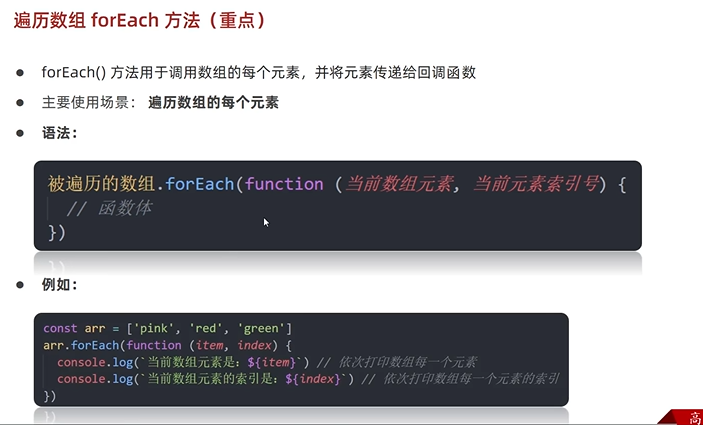 遍历数组 forEach 方法（重点）
● forEach() 方法用于调用数组的每个元素，并将元素传递给回调函数
● 主要使用场景： 遍历数组的每个元素
● 语法：
被遍历的数组.forEach(function (当前数组元素, 当前元素索引号) {
// 函数体
})
● 例如：
const arr = ['pink', 'red', 'green']
arr.forEach(function (item, index) {
console.log(`当前数组元素是：${item}`) // 依次打印数组每一个元素
console.log(`当前数组元素的索引是：${index}`) // 依次打印数组每一个元素的索引
})
高